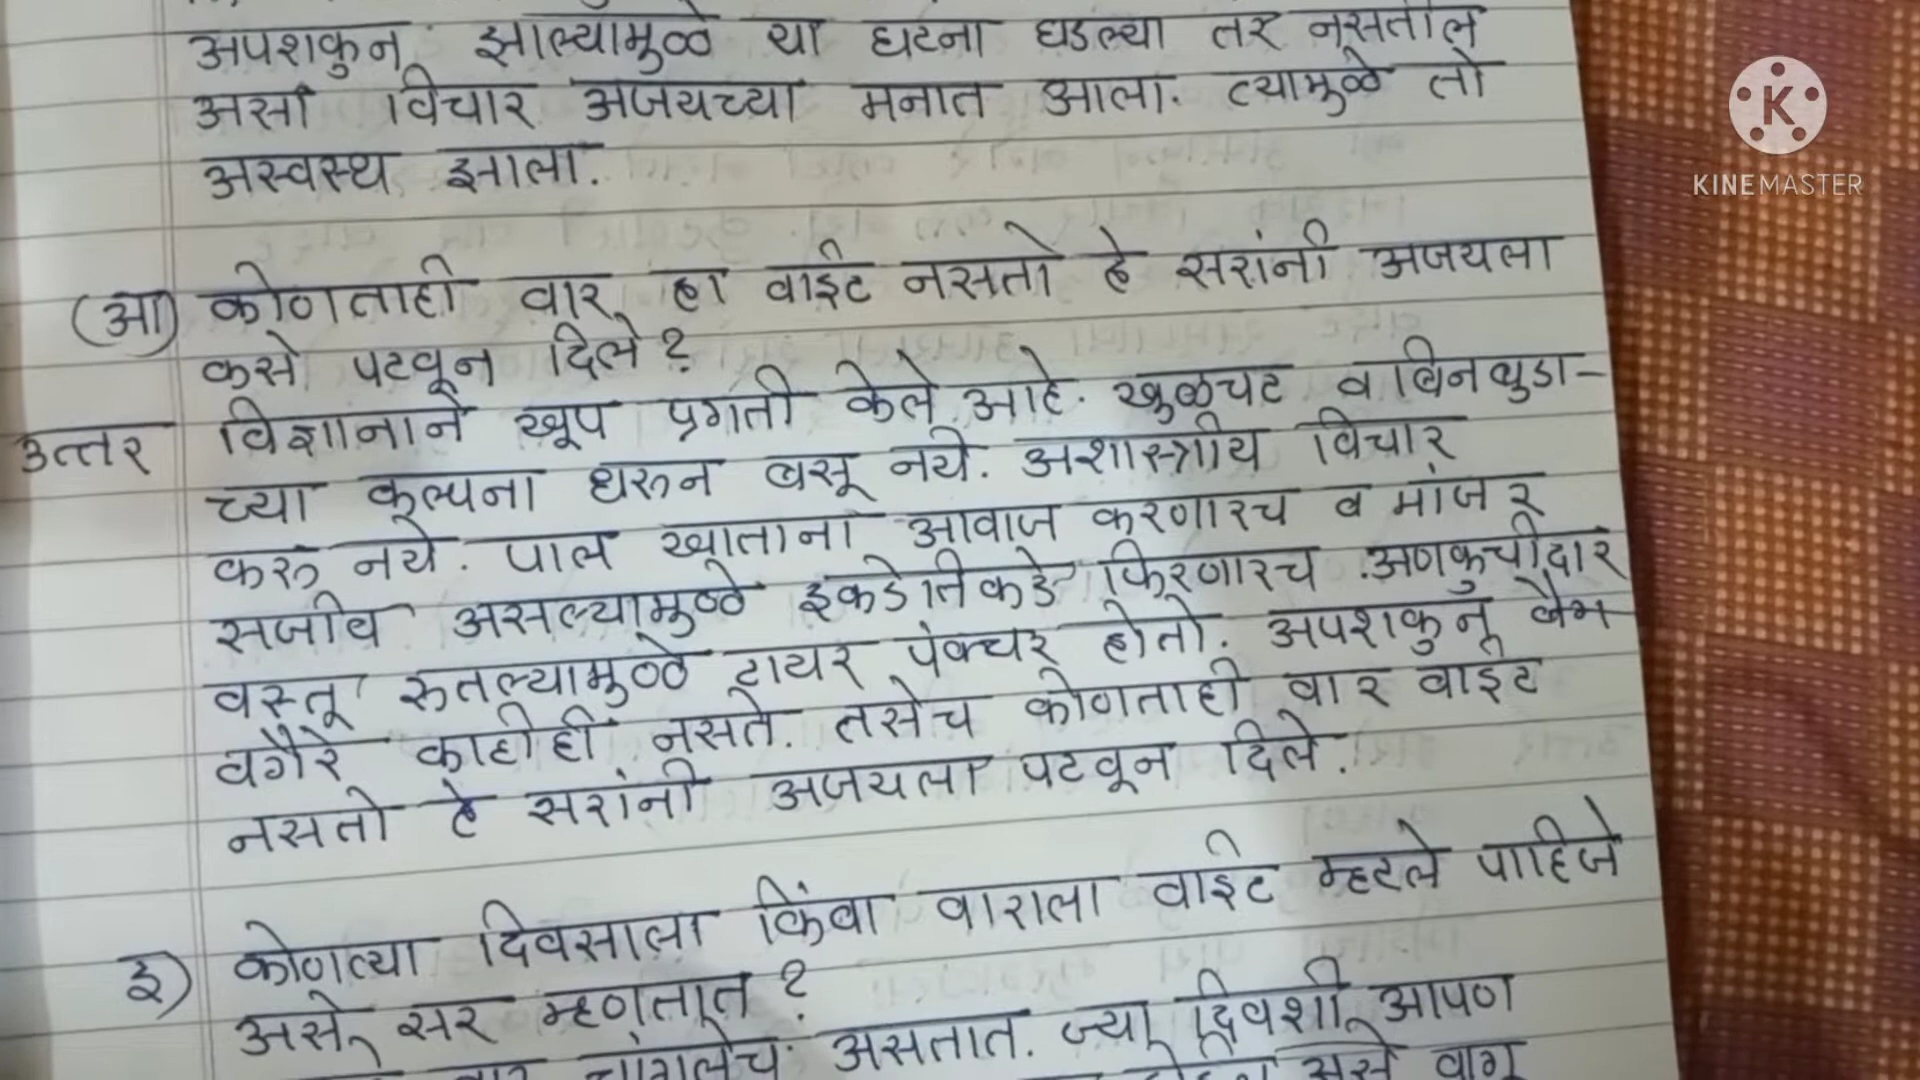 अपशकुन झाल्यामुळे या घटना घडल्या तर नसतील
असा विचार अजयच्या मनात आला. त्यामुळे तो
अस्वस्थ झाला.
(आ) कोणताही वार हा वाईट नसतो हे सरांनी अजयला
कसे पटवून दिले?
उत्तर विज्ञानाने खूप प्रगती केले आहे. खुळचट व बिनबुडा-
च्या कल्पना धरुन बसू नये. अशास्त्रीय विचार
करु नये. पाल खाताना आवाज करणारच व मांजर
सजीव असल्यामुळे इकडेतिकडे फिरणारच .अणकुचीदार
वस्तू रुतल्यामुळे टायर पंक्चर होतो. अपशकुन बैभ
वगैरे काहीही नसते. तसेच कोणताही वार वाईट
नसतो हे सरांनी अजयला पटवून दिले.
इ) कोणत्या दिवसाला किंवा वाराला वाईट म्हटले पाहिजे
असे सर म्हणतात ?
वार चांगलेच असतात. ज्या दिवशी आपण
असे वागू
KINEMASTER